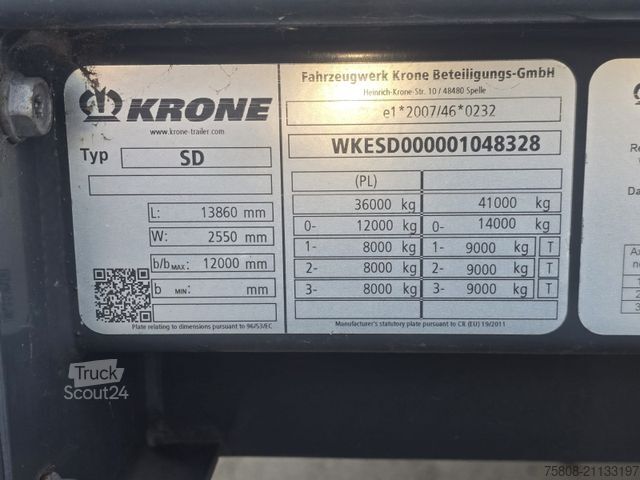 KRONE
www.krone-trailer.com
Typ SD
L: 13860 mm
W: 2550 mm
b/b MAX: 12000 mm
b MIN: mm
Plate relating to dimensions pursuant to 96/53/EC
Fahrzeugwerk Krone Beteiligungs-GmbH
Heinrich-Krone-Str. 10 / 48480 Spelle
e1*2007/46*0232
WKESD000001048328
(PL)
36000 kg 41000 kg
0- 12000 kg 0- 14000 kg
1- 8000 kg 1- 9000 kg T
2- 8000 kg 2- 9000 kg T
3- 8000 kg 3- 9000 kg T
Manufacturer's statutory plate pursuant to CR (EU) 19/2011
Re
Da
Truck
Scout24
75808-21133197